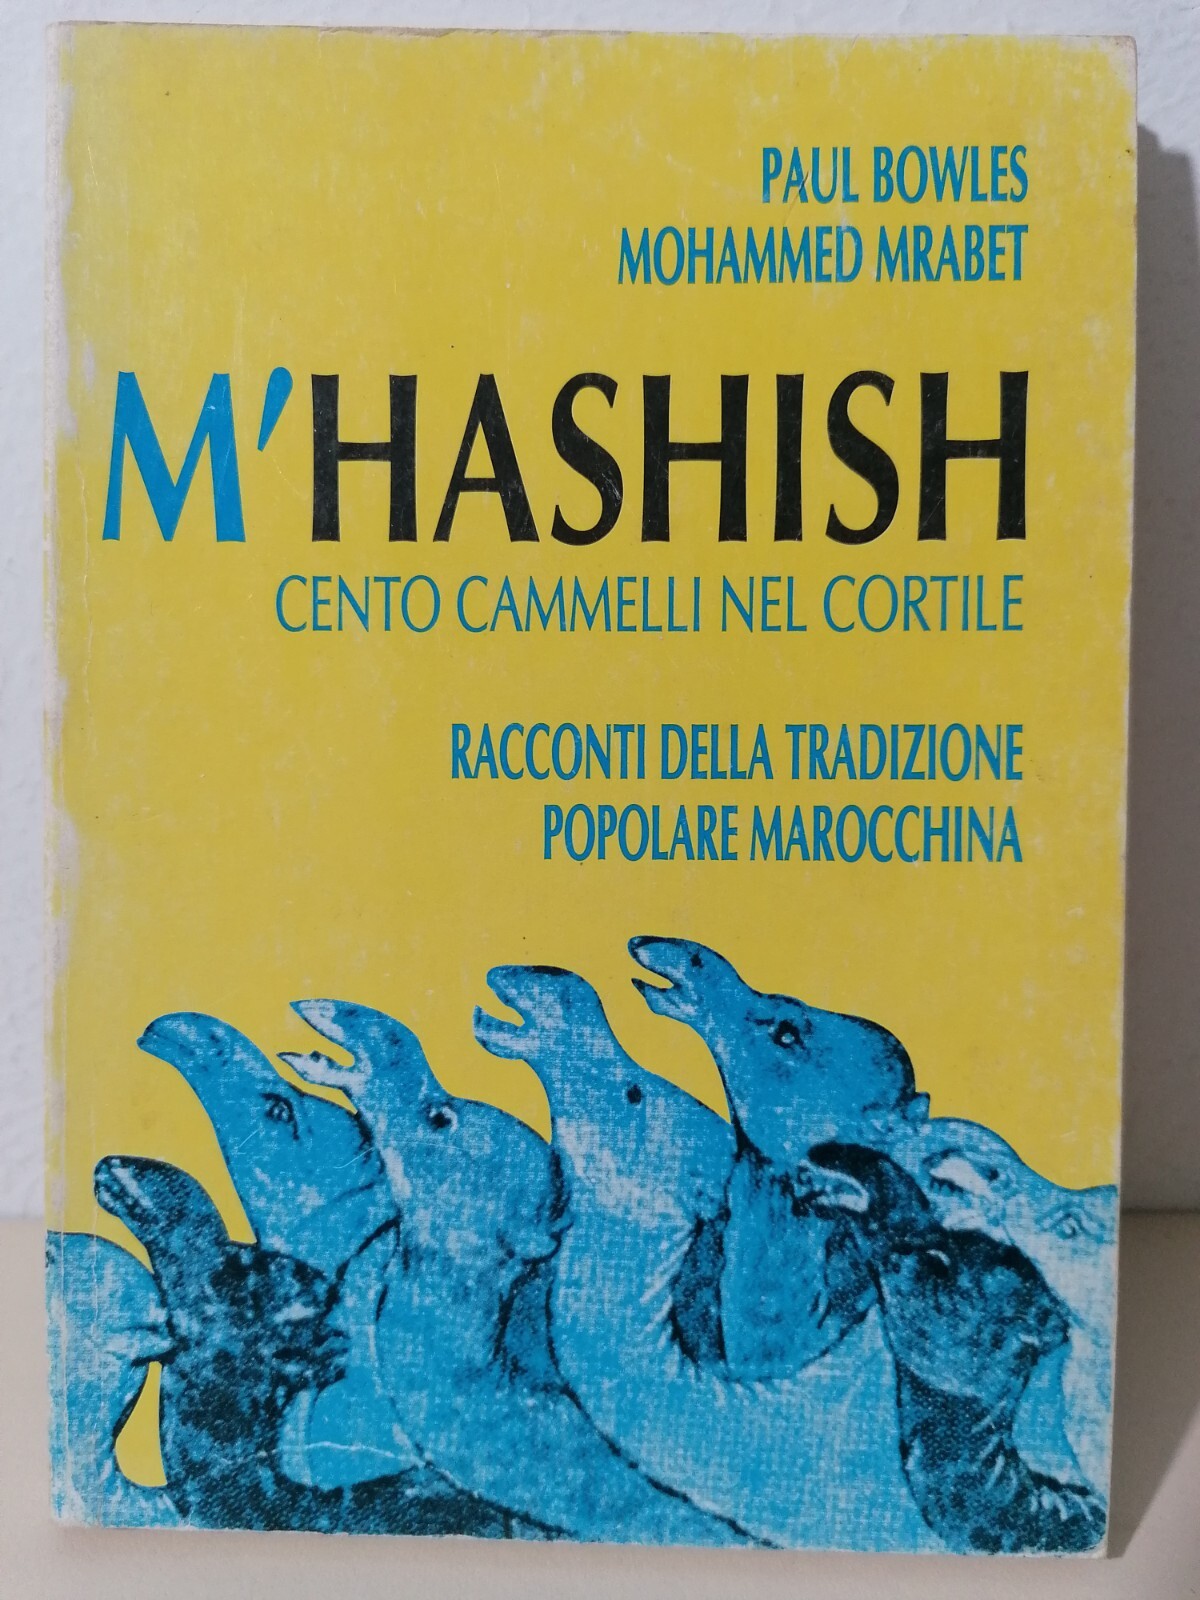 PAUL BOWLES
MOHAMMED MRABET
M'HASHISH
CENTO CAMMELLI NEL CORTILE
RACCONTI DELLA TRADIZIONE
POPOLARE MAROCCHINA